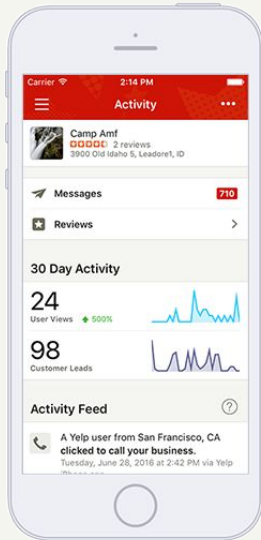 Carrier 2:14 PM
Activity
Camp Amf
2 reviews
3900 Old Idaho 5, Leadore1, ID
Messages 710
Reviews
30 Day Activity
24
User Views 500%
98
Customer Leads
Activity Feed ?
A Yelp user from San Francisco, CA
clicked to call your business.
Tuesday, June 28, 2016 at 2:42 PM via Yelp